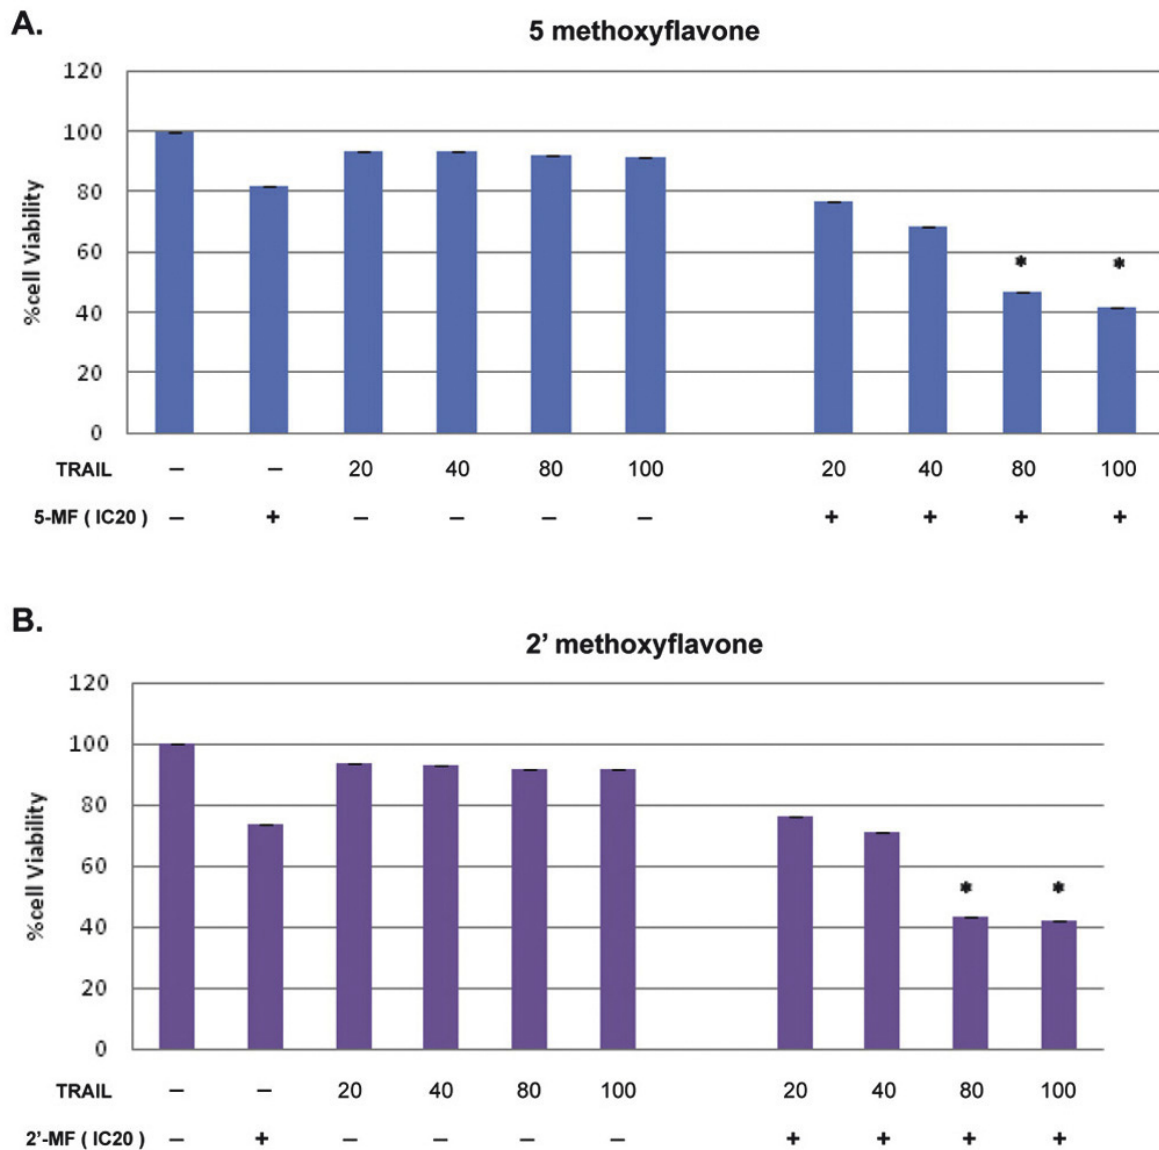 A.
5 methoxyflavone
120
100
80
60
40
20
0
%cell Viability
* *
TRAIL – – 20 40 80 100 20 40 80 100
5-MF ( IC20 ) – + – – – – + + + +
B.
2’ methoxyflavone
120
100
80
60
40
20
0
%cell Viability
* *
TRAIL – – 20 40 80 100 20 40 80 100
2’-MF ( IC20 ) – + – – – – + + + +